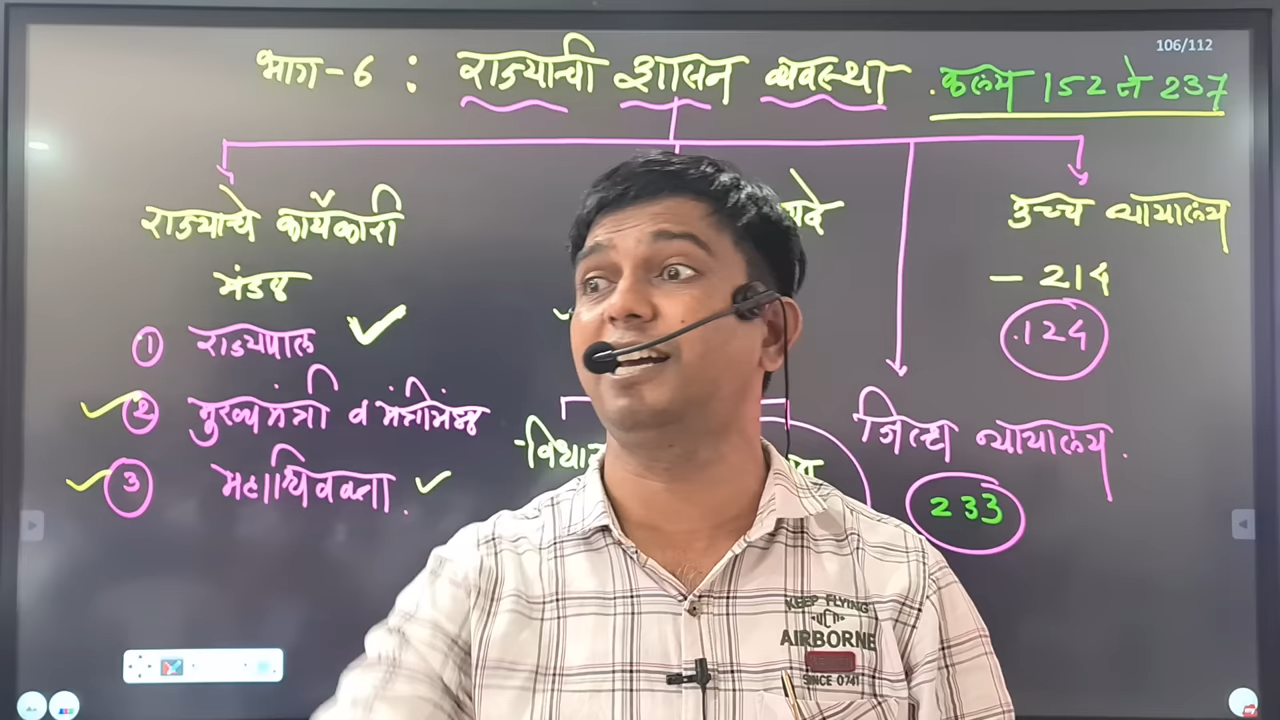 106/112
भाग-6 : राज्याची शासन व्यवस्था . कलम 152 ते 237
राज्याचे कार्यकारी
मंडळ
① राज्यपाल
② मुख्यमंत्री व मंत्रीमंडळ
③ महाधिवक्ता.
उच्च न्यायालय
- 214
.124
जिल्हा न्यायालय.
233
KEEP FLYING
AIRBORNE
SINCE 0741